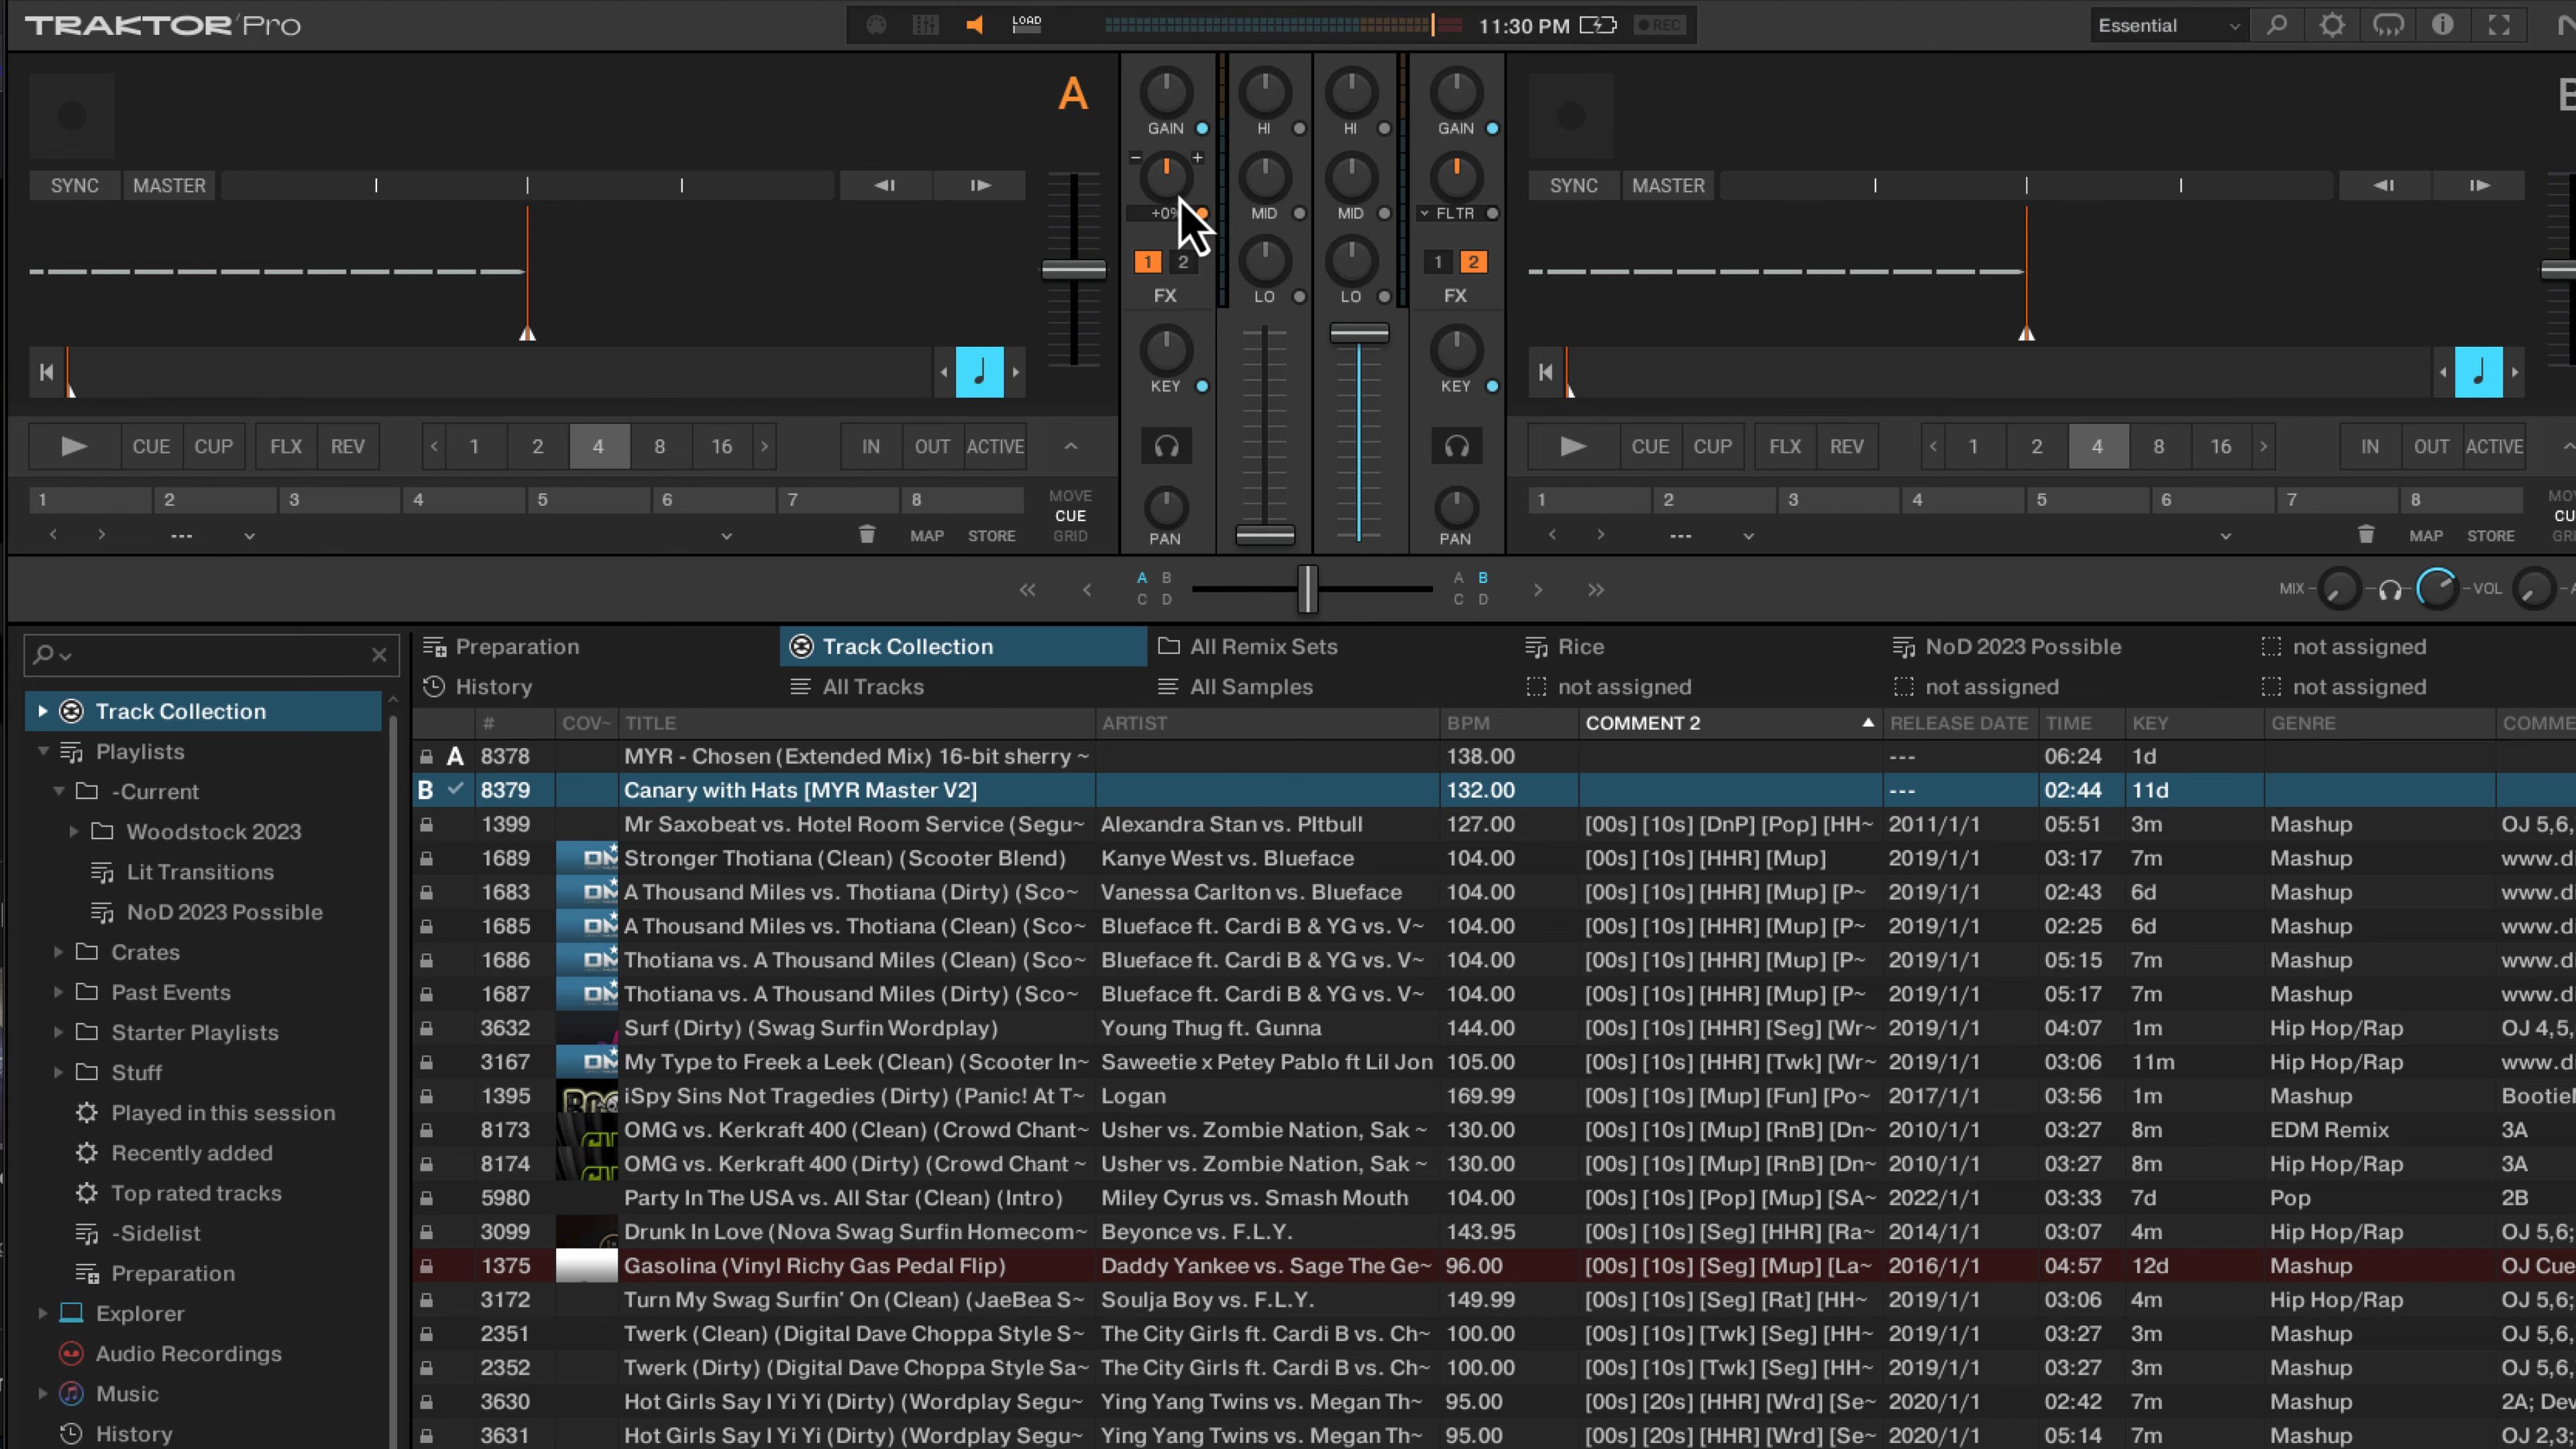 TRAKTOR Pro
LOAD
11:30 PM
REC
Essential
A
GAIN
HI
HI
GAIN
B
SYNC
MASTER
+0%
MID
MID
FLTR
SYNC
MASTER
1
2
1
2
FX
LO
LO
FX
KEY
KEY
CUE
CUP
FLX
REV
1
2
4
8
16
IN
OUT
ACTIVE
CUE
CUP
FLX
REV
1
2
4
8
16
IN
OUT
ACTIVE
1
2
3
4
5
6
7
8
MOVE
CUE
GRID
MAP
STORE
PAN
PAN
1
2
3
4
5
6
7
8
MAP
STORE
MO
CU
GRI
A B
C D
A B
C D
MIX
VOL
Preparation
Track Collection
All Remix Sets
Rice
NoD 2023 Possible
not assigned
History
All Tracks
All Samples
not assigned
not assigned
not assigned
Track Collection
Playlists
-Current
Woodstock 2023
Lit Transitions
NoD 2023 Possible
Crates
Past Events
Starter Playlists
Stuff
Played in this session
Recently added
Top rated tracks
-Sidelist
Preparation
Explorer
Audio Recordings
Music
History
# COV~ TITLE ARTIST BPM COMMENT 2 RELEASE DATE TIME KEY GENRE COMME
A 8378 MYR - Chosen (Extended Mix) 16-bit sherry ~ 138.00 --- 06:24 1d
B 8379 Canary with Hats [MYR Master V2] 132.00 --- 02:44 11d
1399 Mr Saxobeat vs. Hotel Room Service (Segu~ Alexandra Stan vs. PItbull 127.00 [00s] [10s] [DnP] [Pop] [HH~ 2011/1/1 05:51 3m Mashup OJ 5,6,
1689 Stronger Thotiana (Clean) (Scooter Blend) Kanye West vs. Blueface 104.00 [00s] [10s] [HHR] [Mup] 2019/1/1 03:17 7m Mashup www.d
1683 A Thousand Miles vs. Thotiana (Dirty) (Sco~ Vanessa Carlton vs. Blueface 104.00 [00s] [10s] [HHR] [Mup] [P~ 2019/1/1 02:43 6d Mashup www.d
1685 A Thousand Miles vs. Thotiana (Clean) (Sco~ Blueface ft. Cardi B & YG vs. V~ 104.00 [00s] [10s] [HHR] [Mup] [P~ 2019/1/1 02:25 6d Mashup www.d
1686 Thotiana vs. A Thousand Miles (Clean) (Sco~ Blueface ft. Cardi B & YG vs. V~ 104.00 [00s] [10s] [HHR] [Mup] [P~ 2019/1/1 05:15 7m Mashup www.d
1687 Thotiana vs. A Thousand Miles (Dirty) (Sco~ Blueface ft. Cardi B & YG vs. V~ 104.00 [00s] [10s] [HHR] [Mup] [P~ 2019/1/1 05:17 7m Mashup www.d
3632 Surf (Dirty) (Swag Surfin Wordplay) Young Thug ft. Gunna 144.00 [00s] [10s] [HHR] [Seg] [Wr~ 2019/1/1 04:07 1m Hip Hop/Rap OJ 4,5,
3167 My Type to Freek a Leek (Clean) (Scooter In~ Saweetie x Petey Pablo ft Lil Jon 105.00 [00s] [10s] [HHR] [Twk] [Wr~ 2019/1/1 03:06 11m Hip Hop/Rap www.d
1395 iSpy Sins Not Tragedies (Dirty) (Panic! At T~ Logan 169.99 [00s] [10s] [Mup] [Fun] [Po~ 2017/1/1 03:56 1m Mashup Bootiel
8173 OMG vs. Kerkraft 400 (Clean) (Crowd Chant~ Usher vs. Zombie Nation, Sak ~ 130.00 [00s] [10s] [Mup] [RnB] [Dn~ 2010/1/1 03:27 8m EDM Remix 3A
8174 OMG vs. Kerkraft 400 (Dirty) (Crowd Chant ~ Usher vs. Zombie Nation, Sak ~ 130.00 [00s] [10s] [Mup] [RnB] [Dn~ 2010/1/1 03:27 8m Hip Hop/Rap 3A
5980 Party In The USA vs. All Star (Clean) (Intro) Miley Cyrus vs. Smash Mouth 104.00 [00s] [10s] [Pop] [Mup] [SA~ 2022/1/1 03:33 7d Pop 2B
3099 Drunk In Love (Nova Swag Surfin Homecom~ Beyonce vs. F.L.Y. 143.95 [00s] [10s] [Seg] [HHR] [Ra~ 2014/1/1 03:07 4m Hip Hop/Rap OJ 5,6;
1375 Gasolina (Vinyl Richy Gas Pedal Flip) Daddy Yankee vs. Sage The Ge~ 96.00 [00s] [10s] [Seg] [Mup] [La~ 2016/1/1 04:57 12d Mashup OJ Cue
3172 Turn My Swag Surfin' On (Clean) (JaeBea S~ Soulja Boy vs. F.L.Y. 149.99 [00s] [10s] [Seg] [Rat] [HH~ 2019/1/1 03:06 4m Hip Hop/Rap OJ 5,6;
2351 Twerk (Clean) (Digital Dave Choppa Style S~ The City Girls ft. Cardi B vs. Ch~ 100.00 [00s] [10s] [Twk] [Seg] [HH~ 2019/1/1 03:27 3m Mashup OJ 5,6,
2352 Twerk (Dirty) (Digital Dave Choppa Style Sa~ The City Girls ft. Cardi B vs. Ch~ 100.00 [00s] [10s] [Twk] [Seg] [HH~ 2019/1/1 03:27 3m Mashup OJ 5,6,
3630 Hot Girls Say I Yi Yi (Dirty) (Wordplay Segu~ Ying Yang Twins vs. Megan Th~ 95.00 [00s] [20s] [HHR] [Wrd] [Se~ 2020/1/1 02:42 7m Mashup 2A; Dev
3631 Hot Girls Say I Yi Yi (Dirty) (Wordplay Segu~ Ying Yang Twins vs. Megan Th~ 95.00 [00s] [20s] [HHR] [Wrd] [Se~ 2020/1/1 05:14 7m Mashup OJ 2,3,